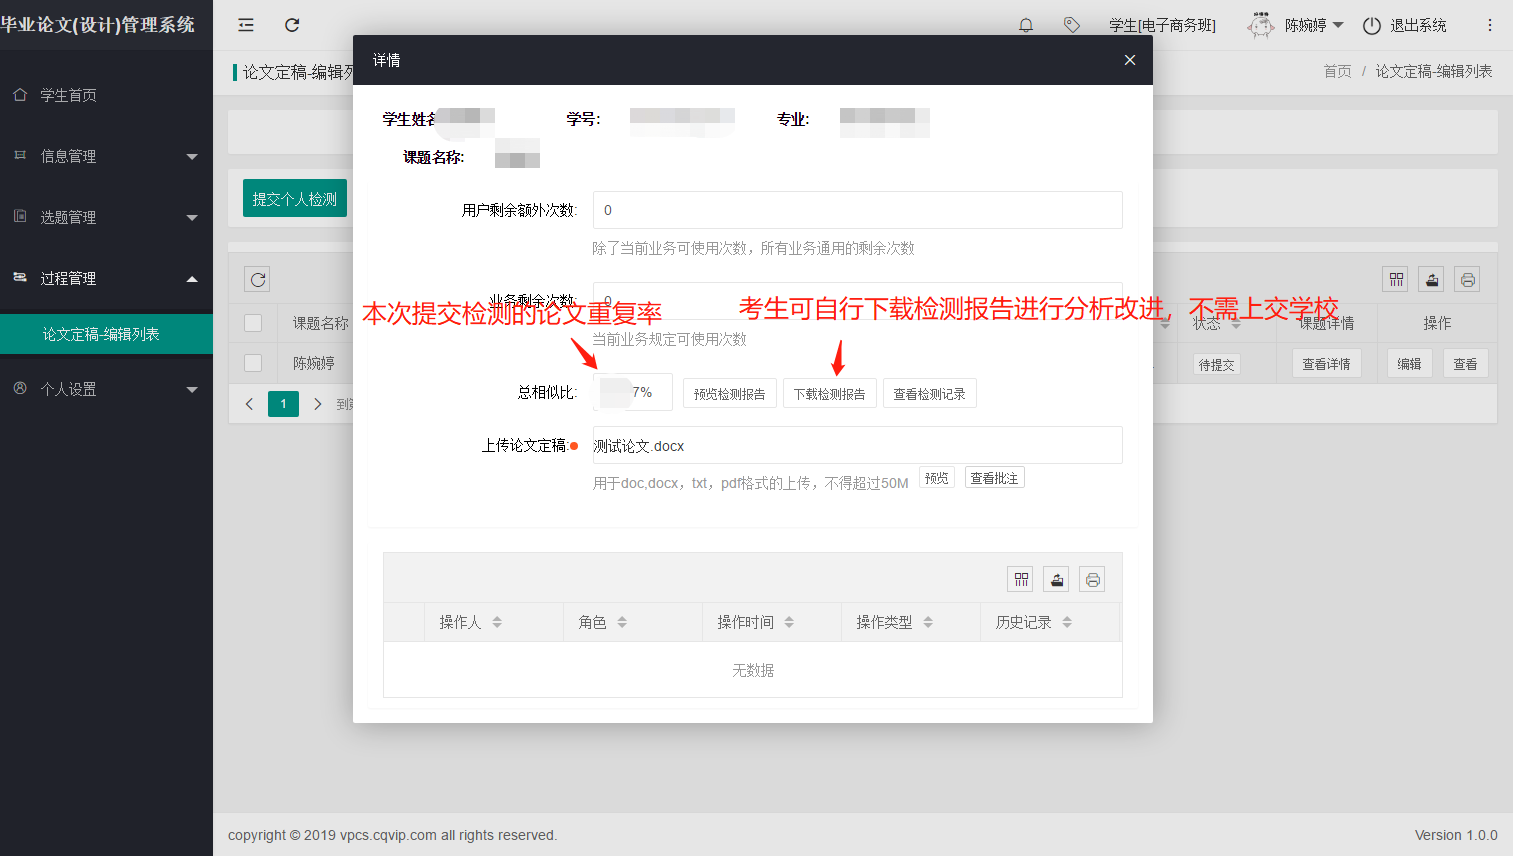 毕业论文(设计)管理系统
学生[电子商务班]
陈婉婷
退出系统
学生首页
信息管理
选题管理
过程管理
论文定稿-编辑列表
个人设置
论文定稿-编辑列
首页 / 论文定稿-编辑列表
提交个人检测
课题名称
状态
课题详情
操作
陈婉婷
待提交
查看详情
编辑
查看
1
详情
学生姓名
学号:
专业:
课题名称:
用户剩余额外次数:
0
除了当前业务可使用次数，所有业务通用的剩余次数
业务剩余次数:
0
当前业务规定可使用次数
本次提交检测的论文重复率
考生可自行下载检测报告进行分析改进，不需上交学校
总相似比:
7%
预览检测报告
下载检测报告
查看检测记录
上传论文定稿:
测试论文.docx
用于doc,docx，txt，pdf格式的上传，不得超过50M
预览
查看批注
操作人
角色
操作时间
操作类型
历史记录
无数据
copyright © 2019 vpcs.cqvip.com all rights reserved.
Version 1.0.0